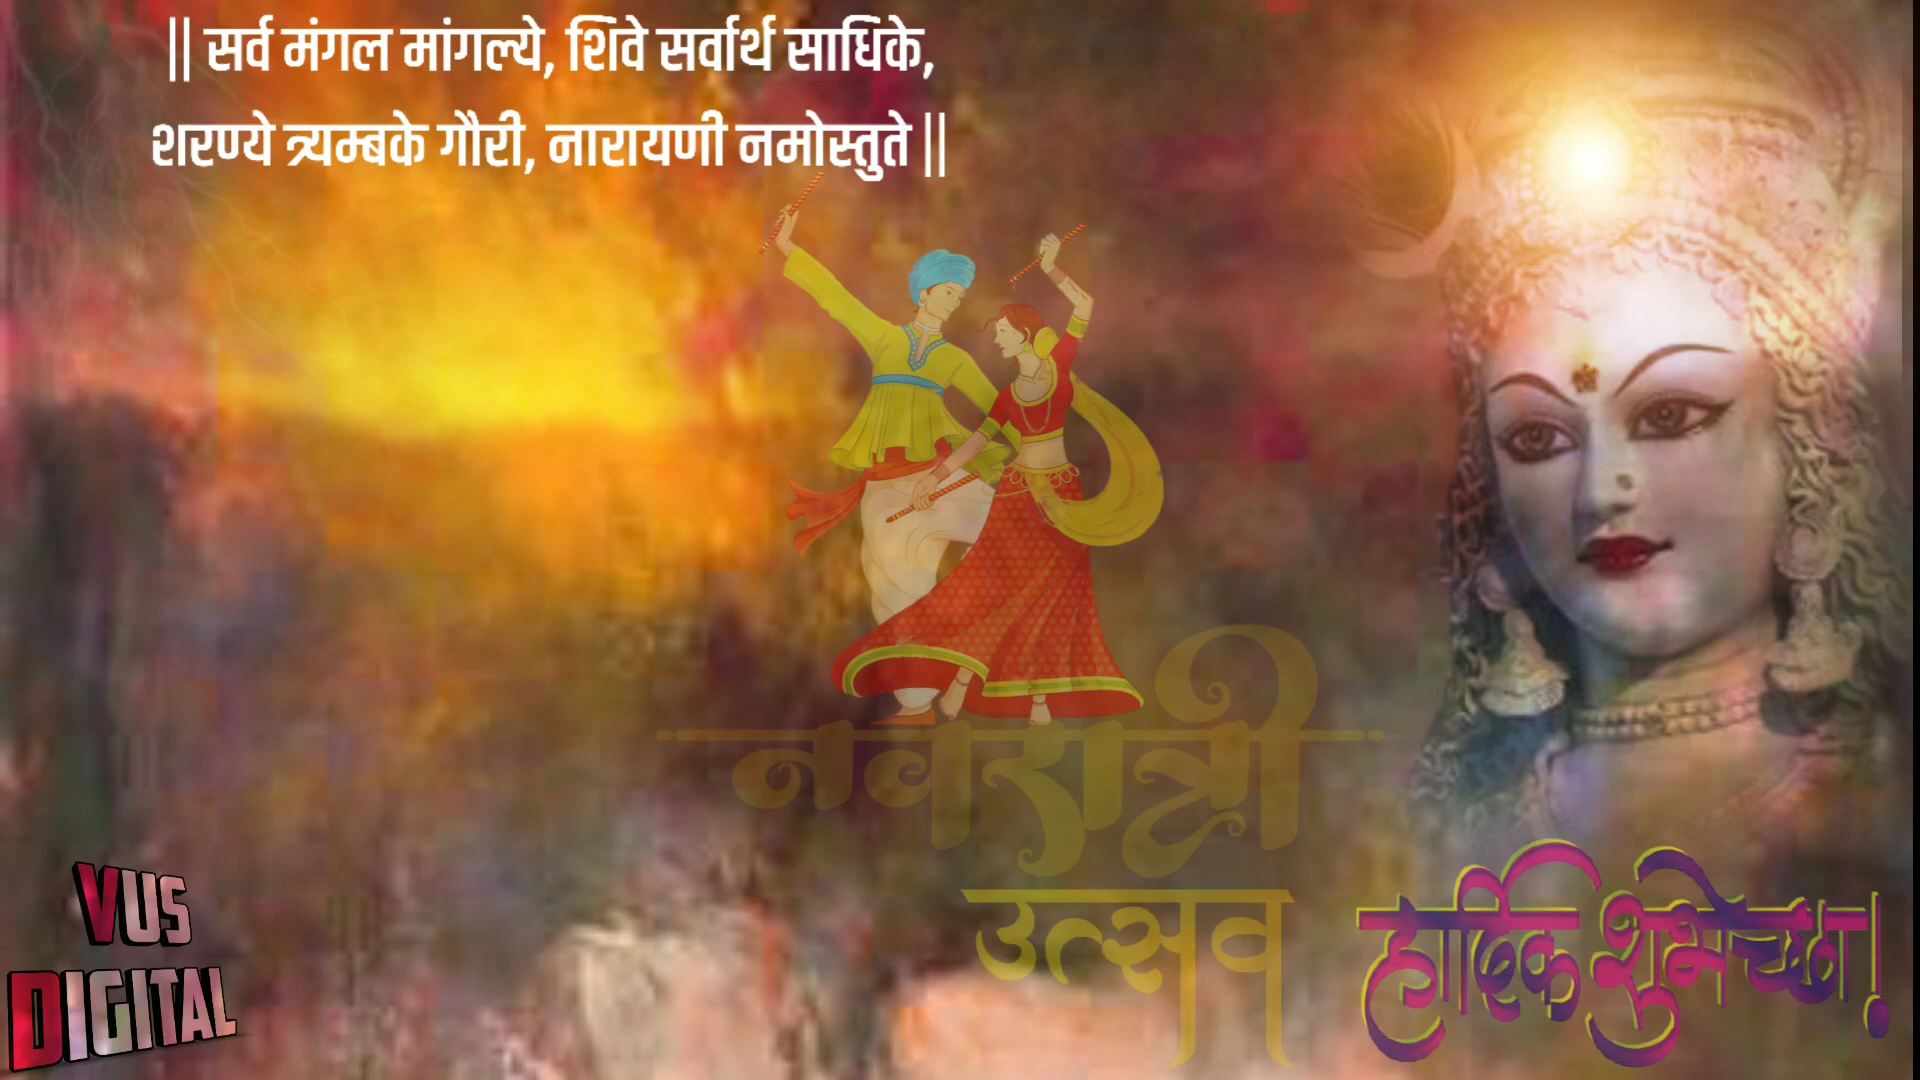 || सर्व मंगल मांगल्ये, शिवे सर्वार्थ साधिके,
शरण्ये त्र्यम्बके गौरी, नारायणी नमोस्तुते ||
नवरात्री
उत्सव
हार्दिक शुभेच्छा!
VUS
DIGITAL